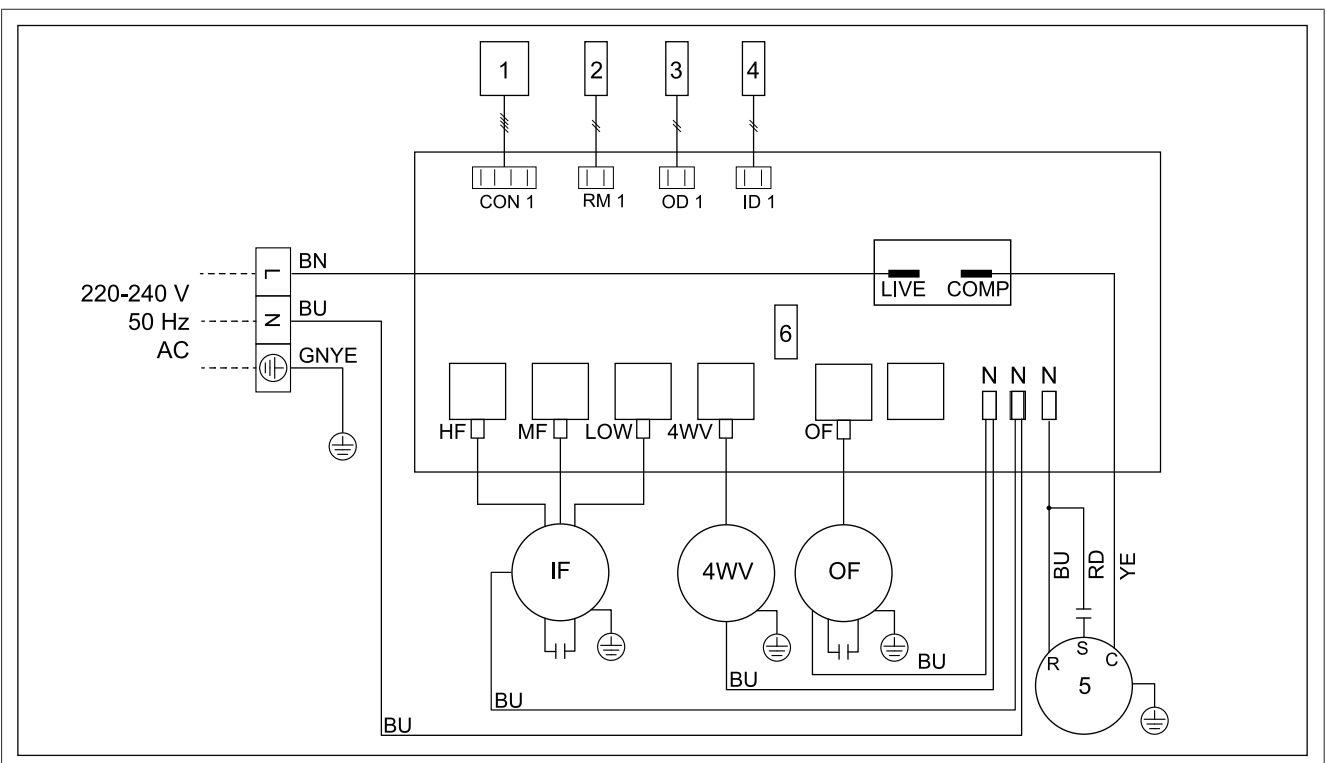 1 2 3 4
CON 1 RM 1 OD 1 ID 1
220-240 V
50 Hz
AC
L BN
N BU
GNYE
LIVE COMP
6
N N N
HF MF LOW 4WV OF
IF 4WV OF
BU RD YE
R S C
5
BU
BU
BU
BU